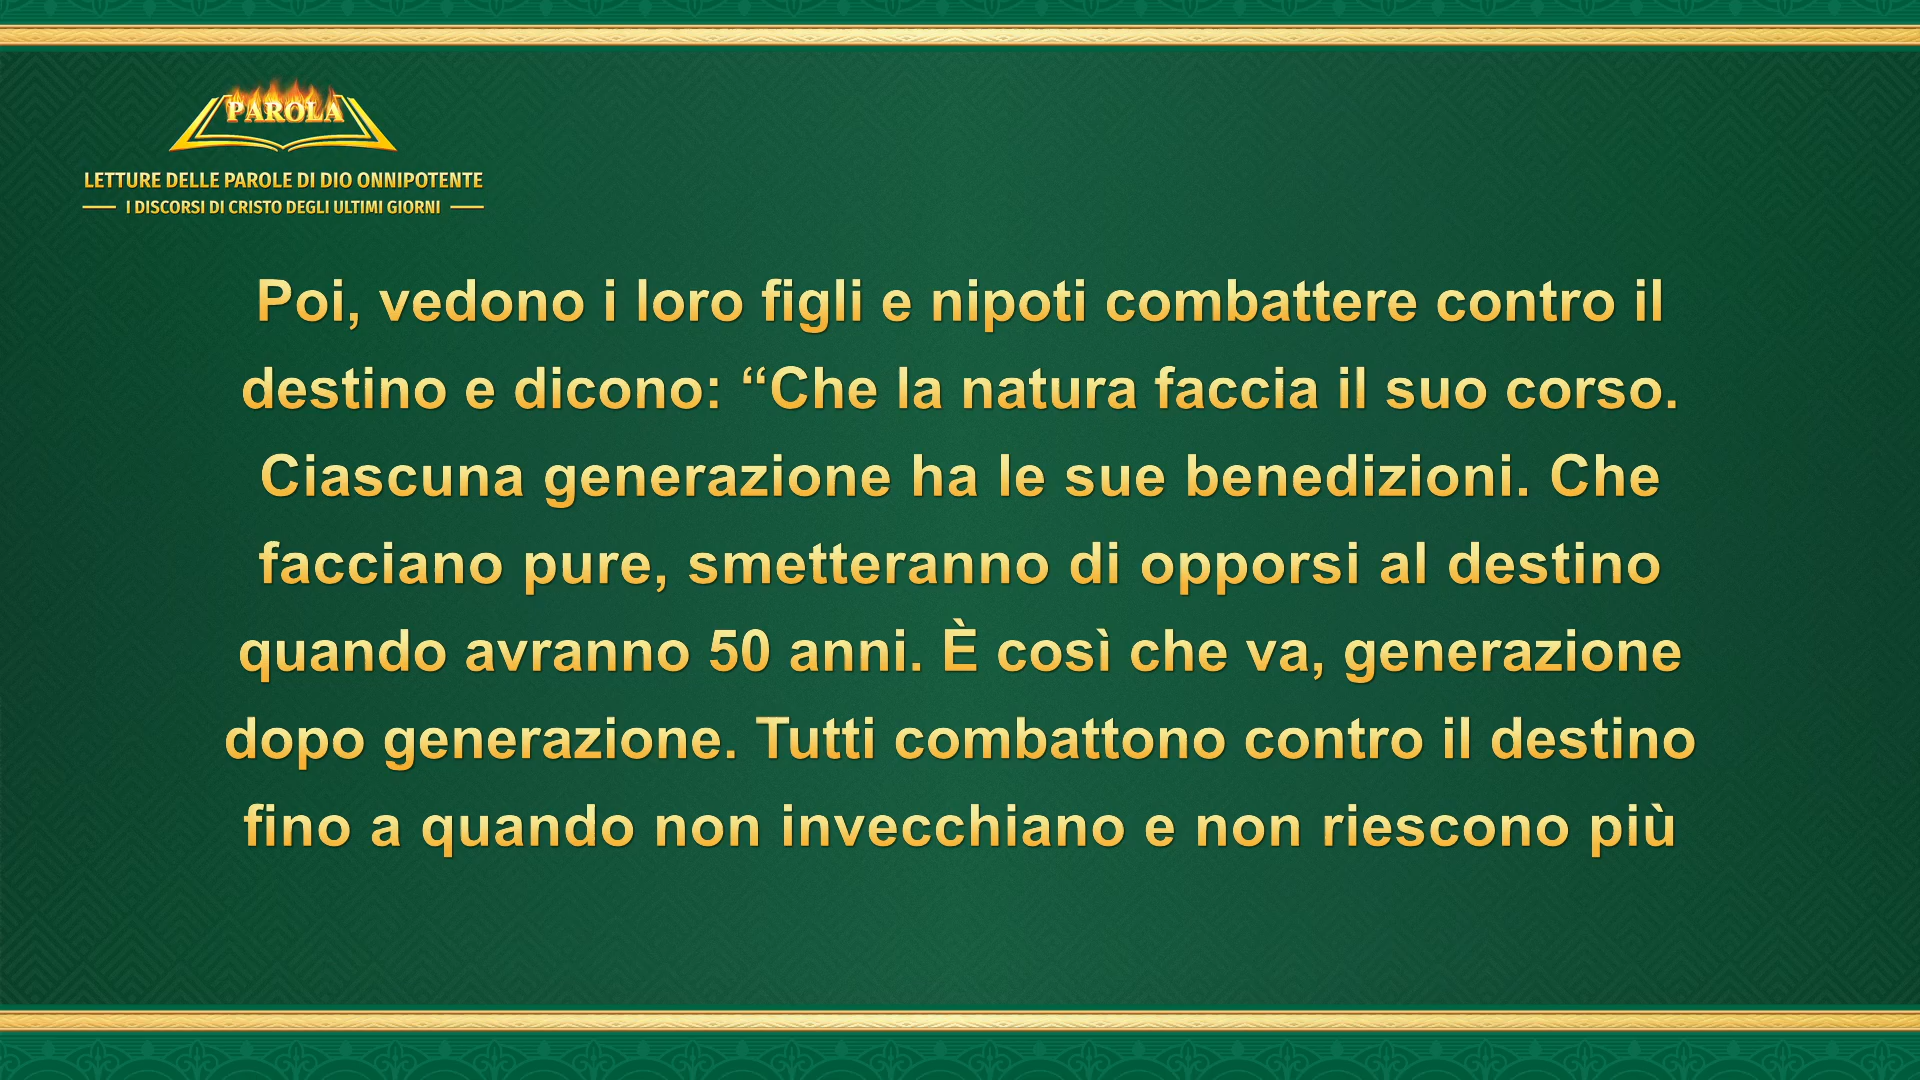 PAROLA
LETTURE DELLE PAROLE DI DIO ONNIPOTENTE
I DISCORSI DI CRISTO DEGLI ULTIMI GIORNI
Poi, vedono i loro figli e nipoti combattere contro il
destino e dicono: “Che la natura faccia il suo corso.
Ciascuna generazione ha le sue benedizioni. Che
facciano pure, smetteranno di opporsi al destino
quando avranno 50 anni. È così che va, generazione
dopo generazione. Tutti combattono contro il destino
fino a quando non invecchiano e non riescono più